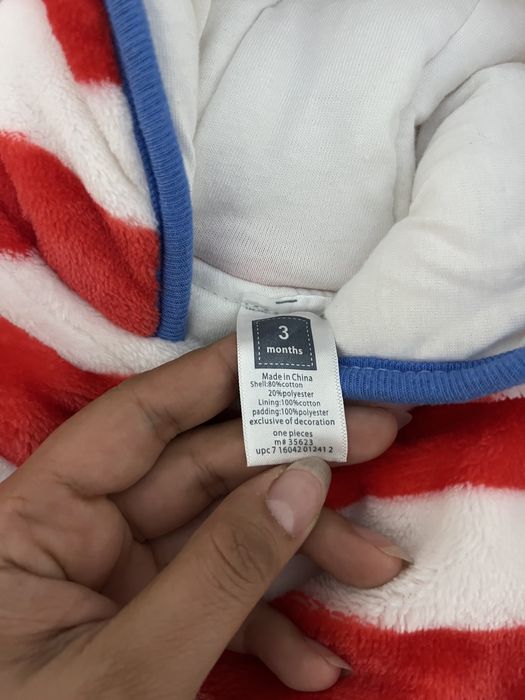 3
months
Made in China
Shell:80%cotton
20%polyester
Lining:100%cotton
padding:100%polyester
exclusive of decoration
one pieces
m# 35623
upc 7 16042 01241 2